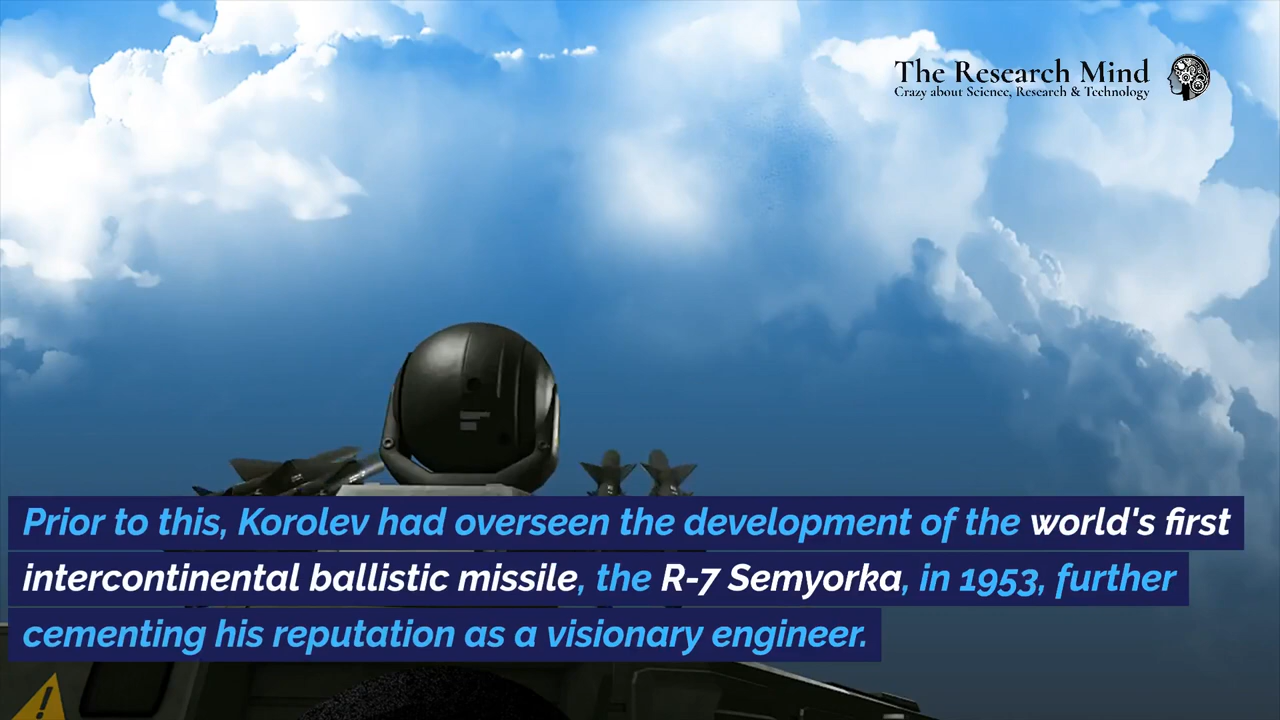 The Research Mind
Crazy about Science, Research & Technology
Prior to this, Korolev had overseen the development of the world's first
intercontinental ballistic missile, the R-7 Semyorka, in 1953, further
cementing his reputation as a visionary engineer.